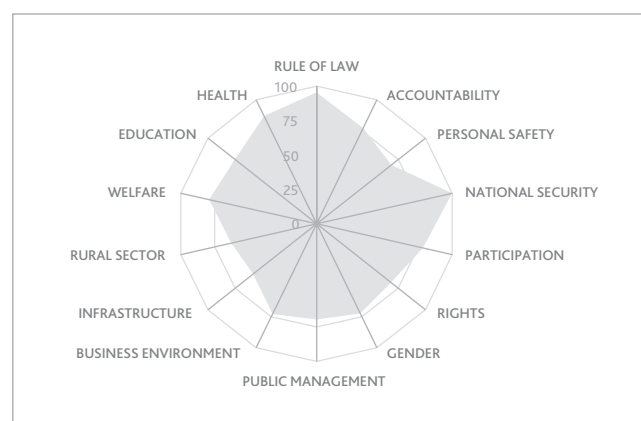 RULE OF LAW
100
HEALTH
ACCOUNTABILITY
75
EDUCATION
PERSONAL SAFETY
50
WELFARE
25
NATIONAL SECURITY
0
RURAL SECTOR
PARTICIPATION
INFRASTRUCTURE
RIGHTS
BUSINESS ENVIRONMENT
GENDER
PUBLIC MANAGEMENT